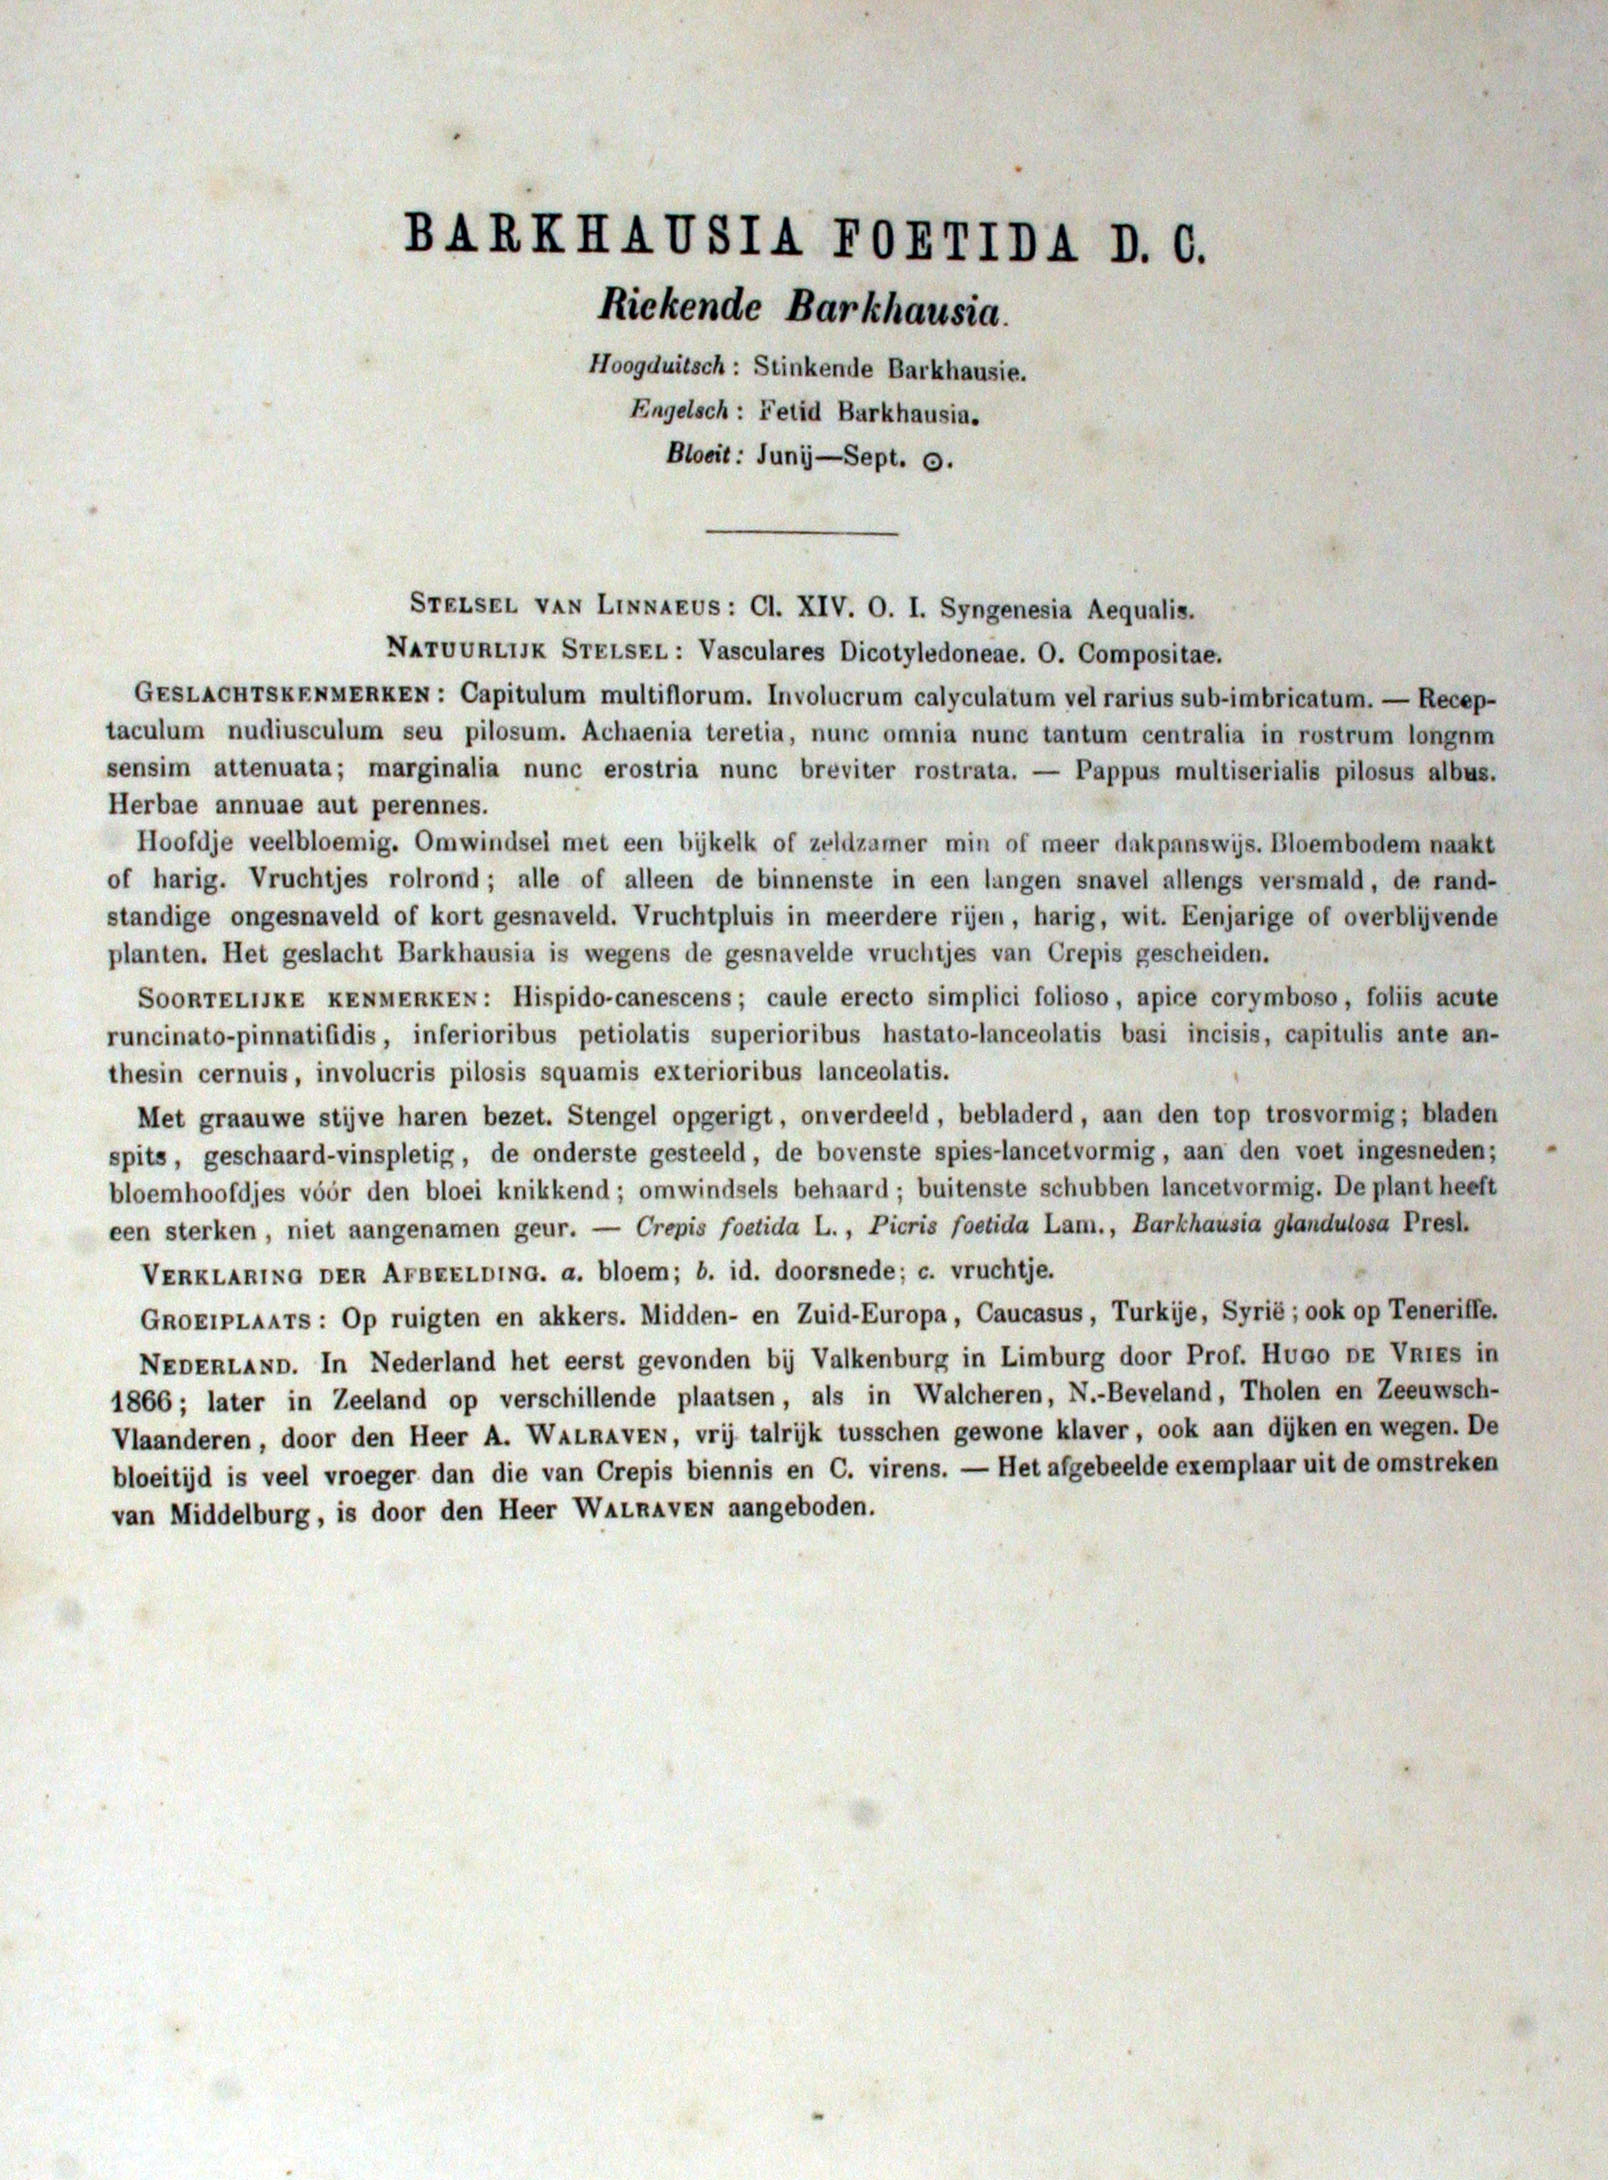 BARKHAUSIA FOETIDA D. C.
Riekende Barkhausia.
Hoogduitsch: Stinkende Barkhausie.
Engelsch: Fetid Barkhausia.
Bloeit: Junij—Sept. ☉.
STELSEL VAN LINNAEUS: Cl. XIV. O. I. Syngenesia Aequalis.
NATUURLIJK STELSEL: Vasculares Dicotyledoneae. O. Compositae.
GESLACHTSKENMERKEN: Capitulum multiflorum. Involucrum calyculatum vel rarius sub-imbricatum. — Recep-
taculum nudiusculum seu pilosum. Achaenia teretia, nunc omnia nunc tantum centralia in rostrum longnm
sensim attenuata; marginalia nunc erostria nunc breviter rostrata. — Pappus multiserialis pilosus albus.
Herbae annuae aut perennes.
Hoofdje veelbloemig. Omwindsel met een bijkelk of zeldzamer min of meer dakpanswijs. Bloembodem naakt
of harig. Vruchtjes rolrond; alle of alleen de binnenste in een langen snavel allengs versmald, de rand-
standige ongesnaveld of kort gesnaveld. Vruchtpluis in meerdere rijen, harig, wit. Eenjarige of overblijvende
planten. Het geslacht Barkhausia is wegens de gesnavelde vruchtjes van Crepis gescheiden.
SOORTELIJKE KENMERKEN: Hispido-canescens; caule erecto simplici folioso, apice corymboso, foliis acute
runcinato-pinnatifidis, inferioribus petiolatis superioribus hastato-lanceolatis basi incisis, capitulis ante an-
thesin cernuis, involucris pilosis squamis exterioribus lanceolatis.
Met graauwe stijve haren bezet. Stengel opgerigt, onverdeeld, bebladerd, aan den top trosvormig; bladen
spits, geschaard-vinspletig, de onderste gesteeld, de bovenste spies-lancetvormig, aan den voet ingesneden;
bloemhoofdjes vóór den bloei knikkend; omwindsels behaard; buitenste schubben lancetvormig. De plant heeft
een sterken, niet aangenamen geur. — Crepis foetida L., Picris foetida Lam., Barkhausia glandulosa Presl.
VERKLARING DER AFBEELDING. a. bloem; b. id. doorsnede; c. vruchtje.
GROEIPLAATS: Op ruigten en akkers. Midden- en Zuid-Europa, Caucasus, Turkije, Syrië; ook op Teneriffe.
NEDERLAND. In Nederland het eerst gevonden bij Valkenburg in Limburg door Prof. HUGO DE VRIES in
1866; later in Zeeland op verschillende plaatsen, als in Walcheren, N.-Beveland, Tholen en Zeeuwsch-
Vlaanderen, door den Heer A. WALRAVEN, vrij talrijk tusschen gewone klaver, ook aan dijken en wegen. De
bloeitijd is veel vroeger dan die van Crepis biennis en C. virens. — Het afgebeelde exemplaar uit de omstreken
van Middelburg, is door den Heer WALRAVEN aangeboden.